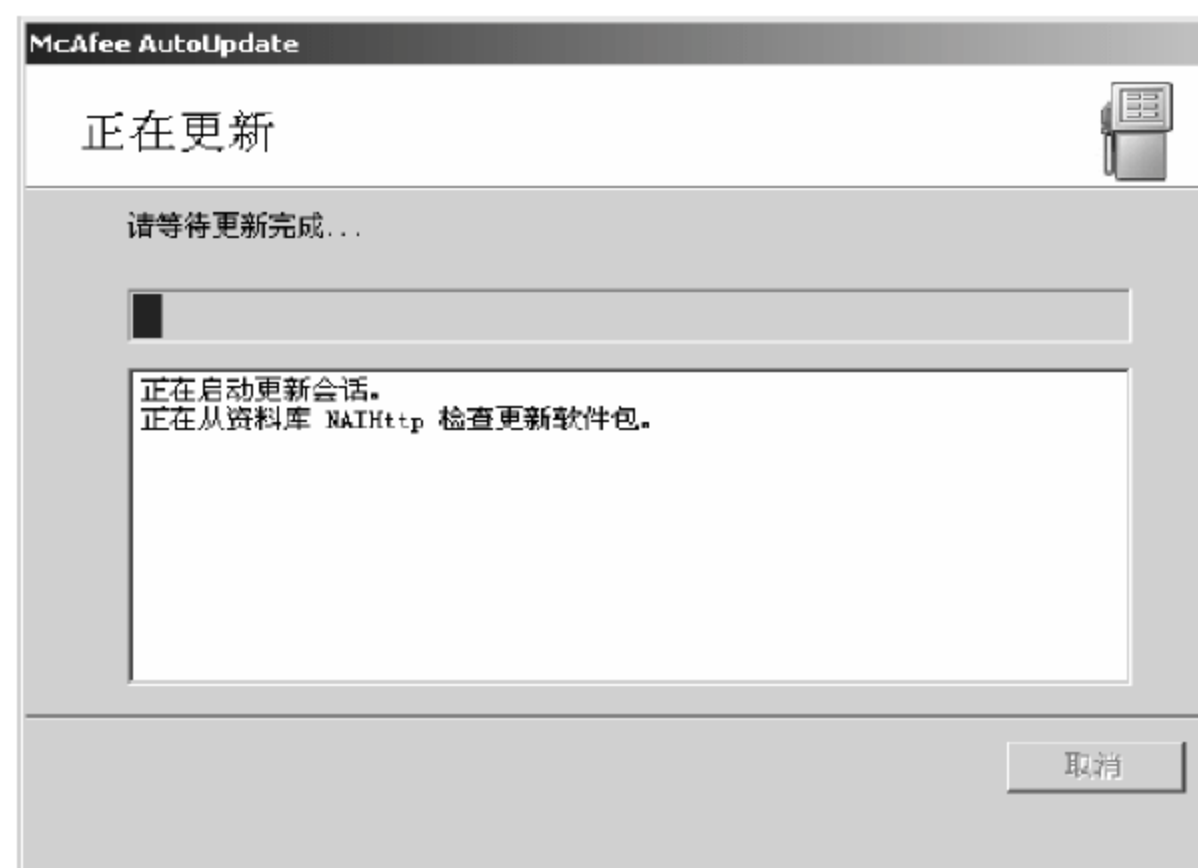 McAfee AutoUpdate
正在更新
请等待更新完成...
正在启动更新会话。
正在从资料库 NAIHttp 检查更新软件包。
取消